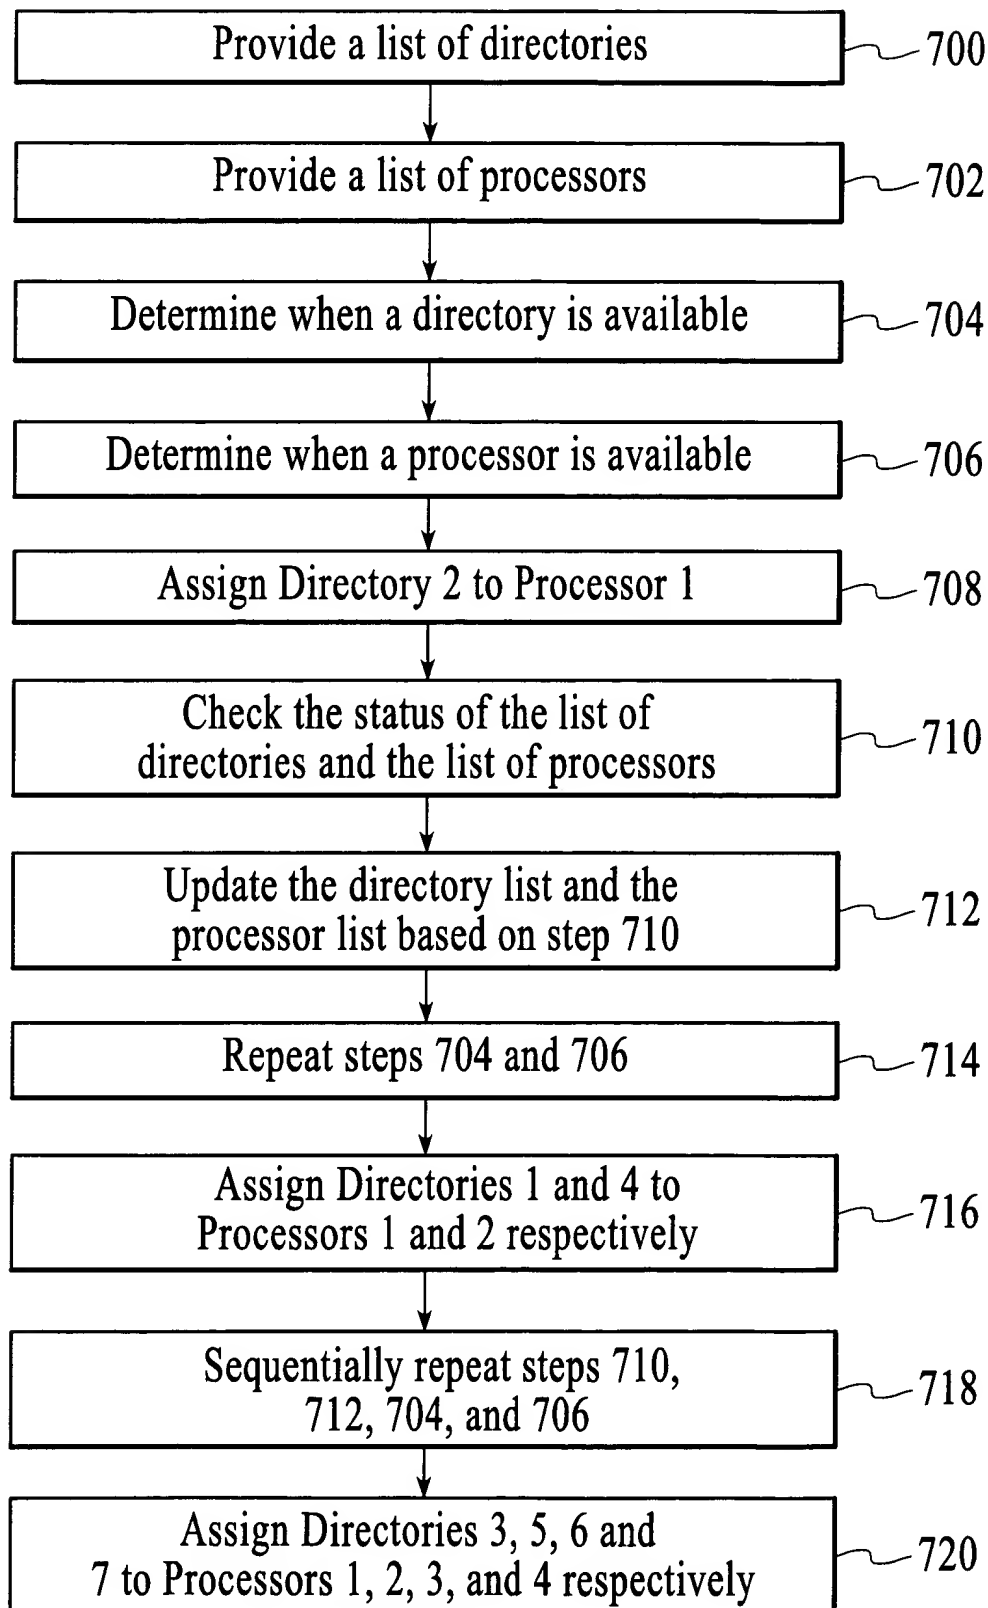 Provide a list of directories
700
Provide a list of processors
702
Determine when a directory is available
704
Determine when a processor is available
706
Assign Directory 2 to Processor 1
708
Check the status of the list of
directories and the list of processors
710
Update the directory list and the
processor list based on step 710
712
Repeat steps 704 and 706
714
Assign Directories 1 and 4 to
Processors 1 and 2 respectively
716
Sequentially repeat steps 710,
712, 704, and 706
718
Assign Directories 3, 5, 6 and
7 to Processors 1, 2, 3, and 4 respectively
720